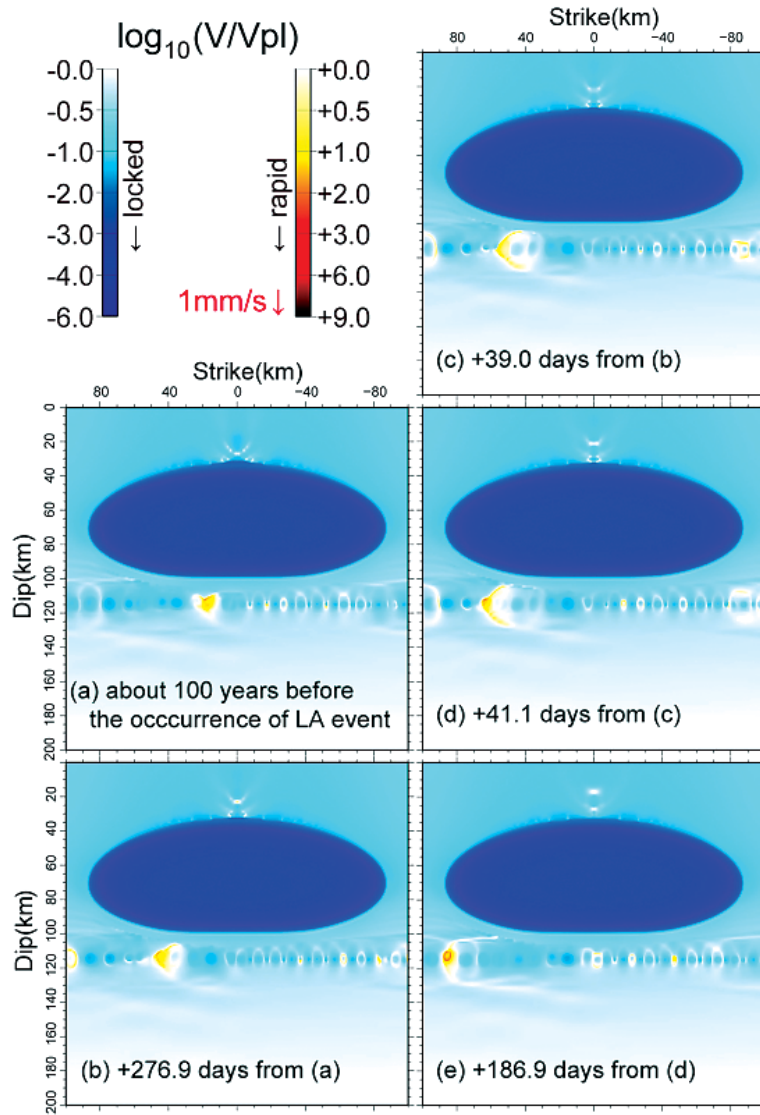 log10(V/Vpl)
-0.0
-0.5
-1.0
-2.0
-3.0
-4.0
-6.0
← locked
+0.0
+0.5
+1.0
+2.0
+3.0
+6.0
+9.0
← rapid
1mm/s ↓
Strike(km)
80 40 0 -40 -80
(c) +39.0 days from (b)
Strike(km)
80 40 0 -40 -80
Dip(km)
0
20
40
60
80
100
120
140
160
180
200
(a) about 100 years before
the occcurrence of LA event
(d) +41.1 days from (c)
Dip(km)
20
40
60
80
100
120
140
160
180
200
(b) +276.9 days from (a)
(e) +186.9 days from (d)